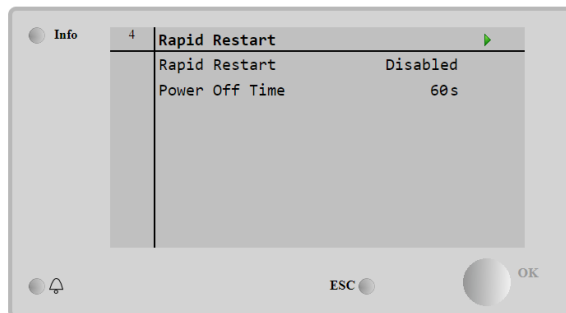 Info
4 Rapid Restart
Rapid Restart Disabled
Power Off Time 60s
ESC
OK